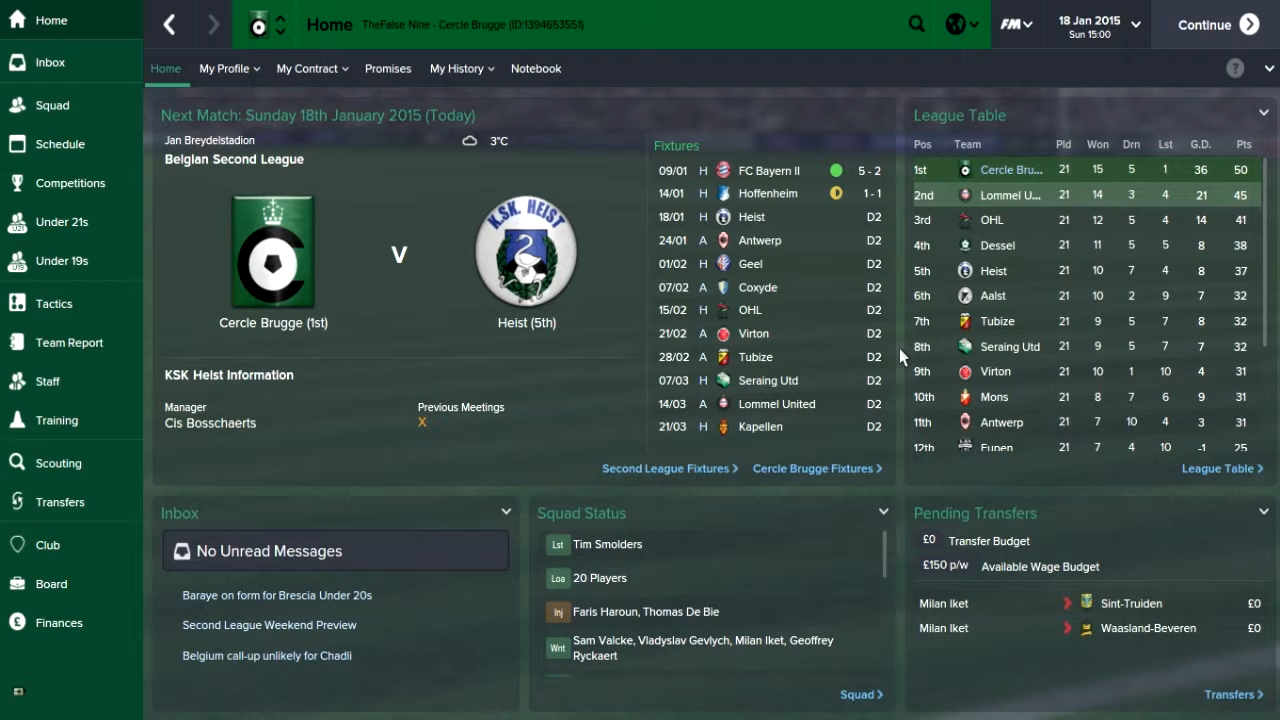 Home
TheFalse Nine - Cercle Brugge (ID:1394653551)
FM
18 Jan 2015
Sun 15:00
Continue
Home
Inbox
Squad
Schedule
Competitions
U21
Under 21s
U19
Under 19s
Tactics
Team Report
Staff
Training
Scouting
Transfers
Club
Board
Finances
Home My Profile My Contract Promises My History Notebook ?
Next Match: Sunday 18th January 2015 (Today)
Jan Breydelstadion 3°C
Belgian Second League
K.S.K. HEIST
V
Cercle Brugge (1st) Heist (5th)
KSK Heist Information
Manager Previous Meetings
Cis Bosschaerts X
Fixtures
09/01 H FC Bayern II 5 - 2
14/01 H Hoffenheim 1 - 1
18/01 H Heist D2
24/01 A Antwerp D2
01/02 H Geel D2
07/02 A Coxyde D2
15/02 H OHL D2
21/02 A Virton D2
28/02 A Tubize D2
07/03 H Seraing Utd D2
14/03 A Lommel United D2
21/03 H Kapellen D2
Second League Fixtures > Cercle Brugge Fixtures >
League Table
Pos Team Pld Won Drn Lst G.D. Pts
1st Cercle Bru... 21 15 5 1 36 50
2nd Lommel U... 21 14 3 4 21 45
3rd OHL 21 12 5 4 14 41
4th Dessel 21 11 5 5 8 38
5th Heist 21 10 7 4 8 37
6th Aalst 21 10 2 9 7 32
7th Tubize 21 9 5 7 8 32
8th Seraing Utd 21 9 5 7 7 32
9th Virton 21 10 1 10 4 31
10th Mons 21 8 7 6 9 31
11th Antwerp 21 7 10 4 3 31
12th Eupen 21 7 4 10 -1 25
League Table >
Inbox
No Unread Messages
Baraye on form for Brescia Under 20s
Second League Weekend Preview
Belgium call-up unlikely for Chadli
Squad Status
Lst Tim Smolders
Loa 20 Players
Inj Faris Haroun, Thomas De Bie
Wnt Sam Valcke, Vladyslav Gevlych, Milan Iket, Geoffrey
Ryckaert
Squad >
Pending Transfers
£0 Transfer Budget
£150 p/w Available Wage Budget
Milan Iket Sint-Truiden £0
Milan Iket Waasland-Beveren £0
Transfers >